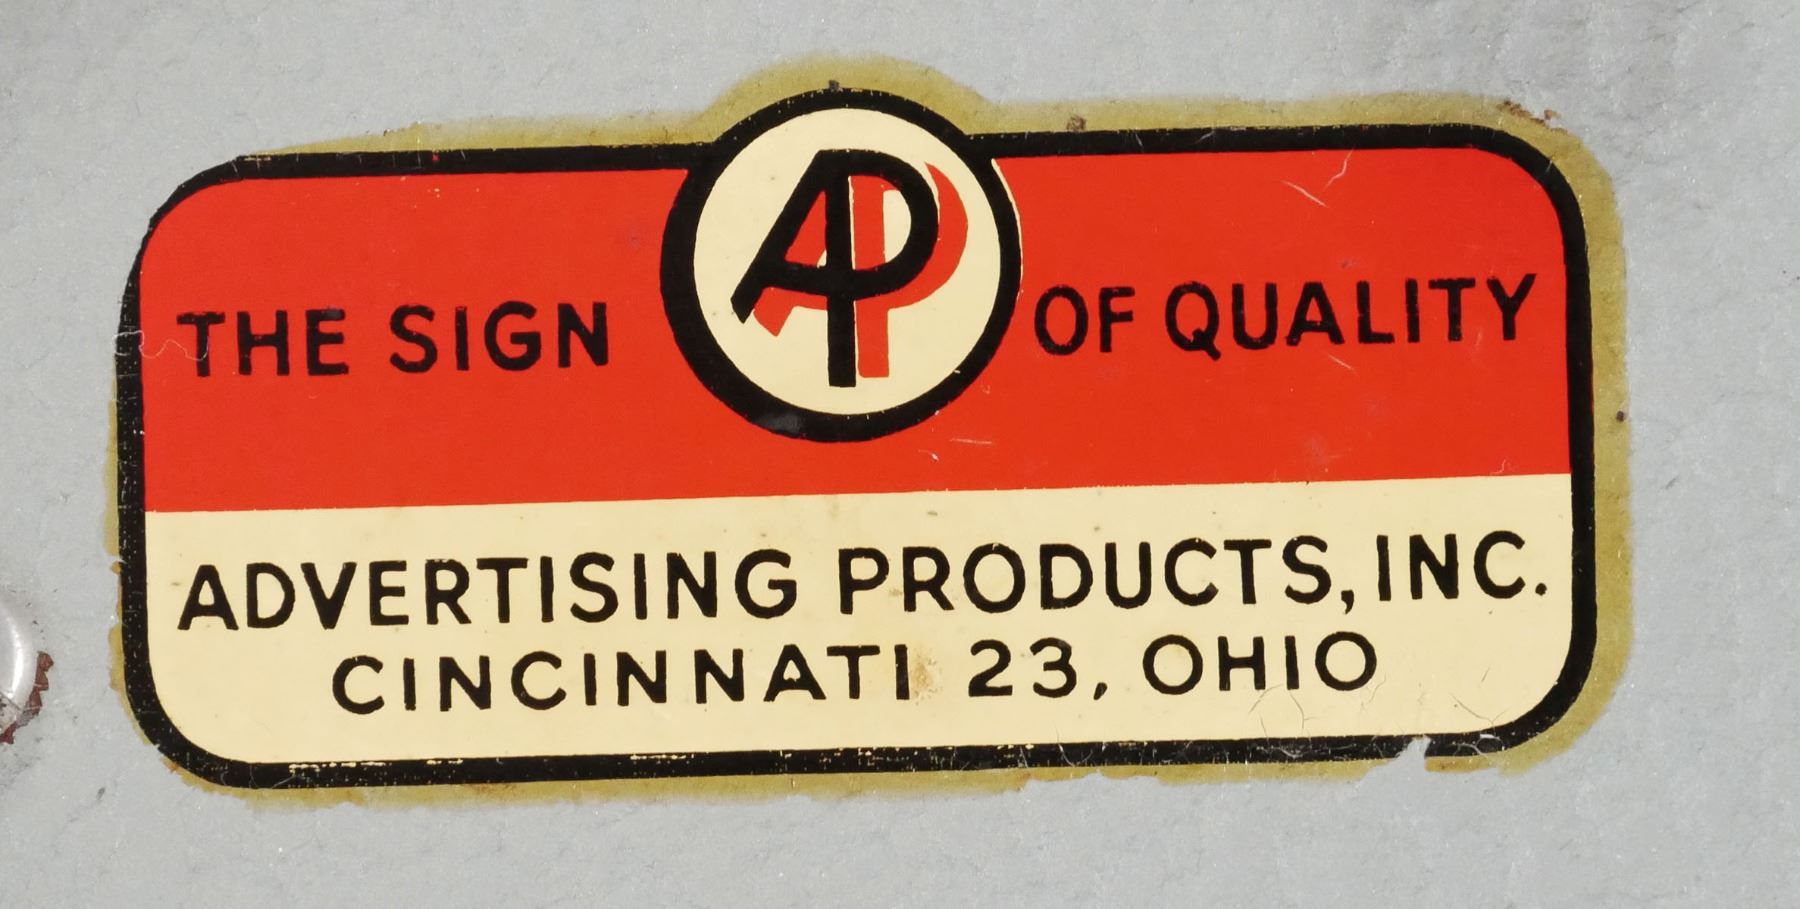 THE SIGN AP OF QUALITY
ADVERTISING PRODUCTS, INC.
CINCINNATI 23, OHIO